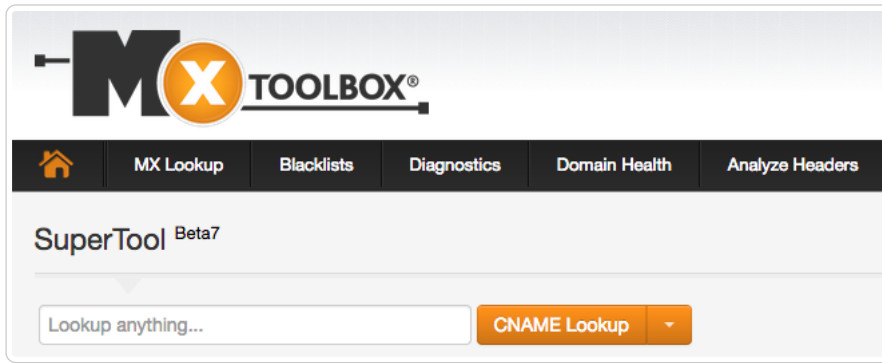 MX TOOLBOX®
MX Lookup Blacklists Diagnostics Domain Health Analyze Headers
SuperTool Beta7
Lookup anything... CNAME Lookup